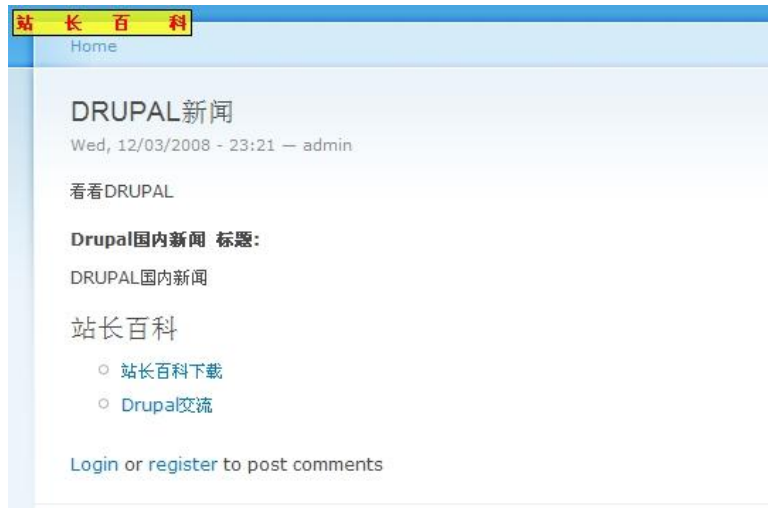 站长百科
Home
DRUPAL新闻
Wed, 12/03/2008 - 23:21 — admin
看看DRUPAL
Drupal国内新闻 标题:
DRUPAL国内新闻
站长百科
站长百科下载
Drupal交流
Login or register to post comments